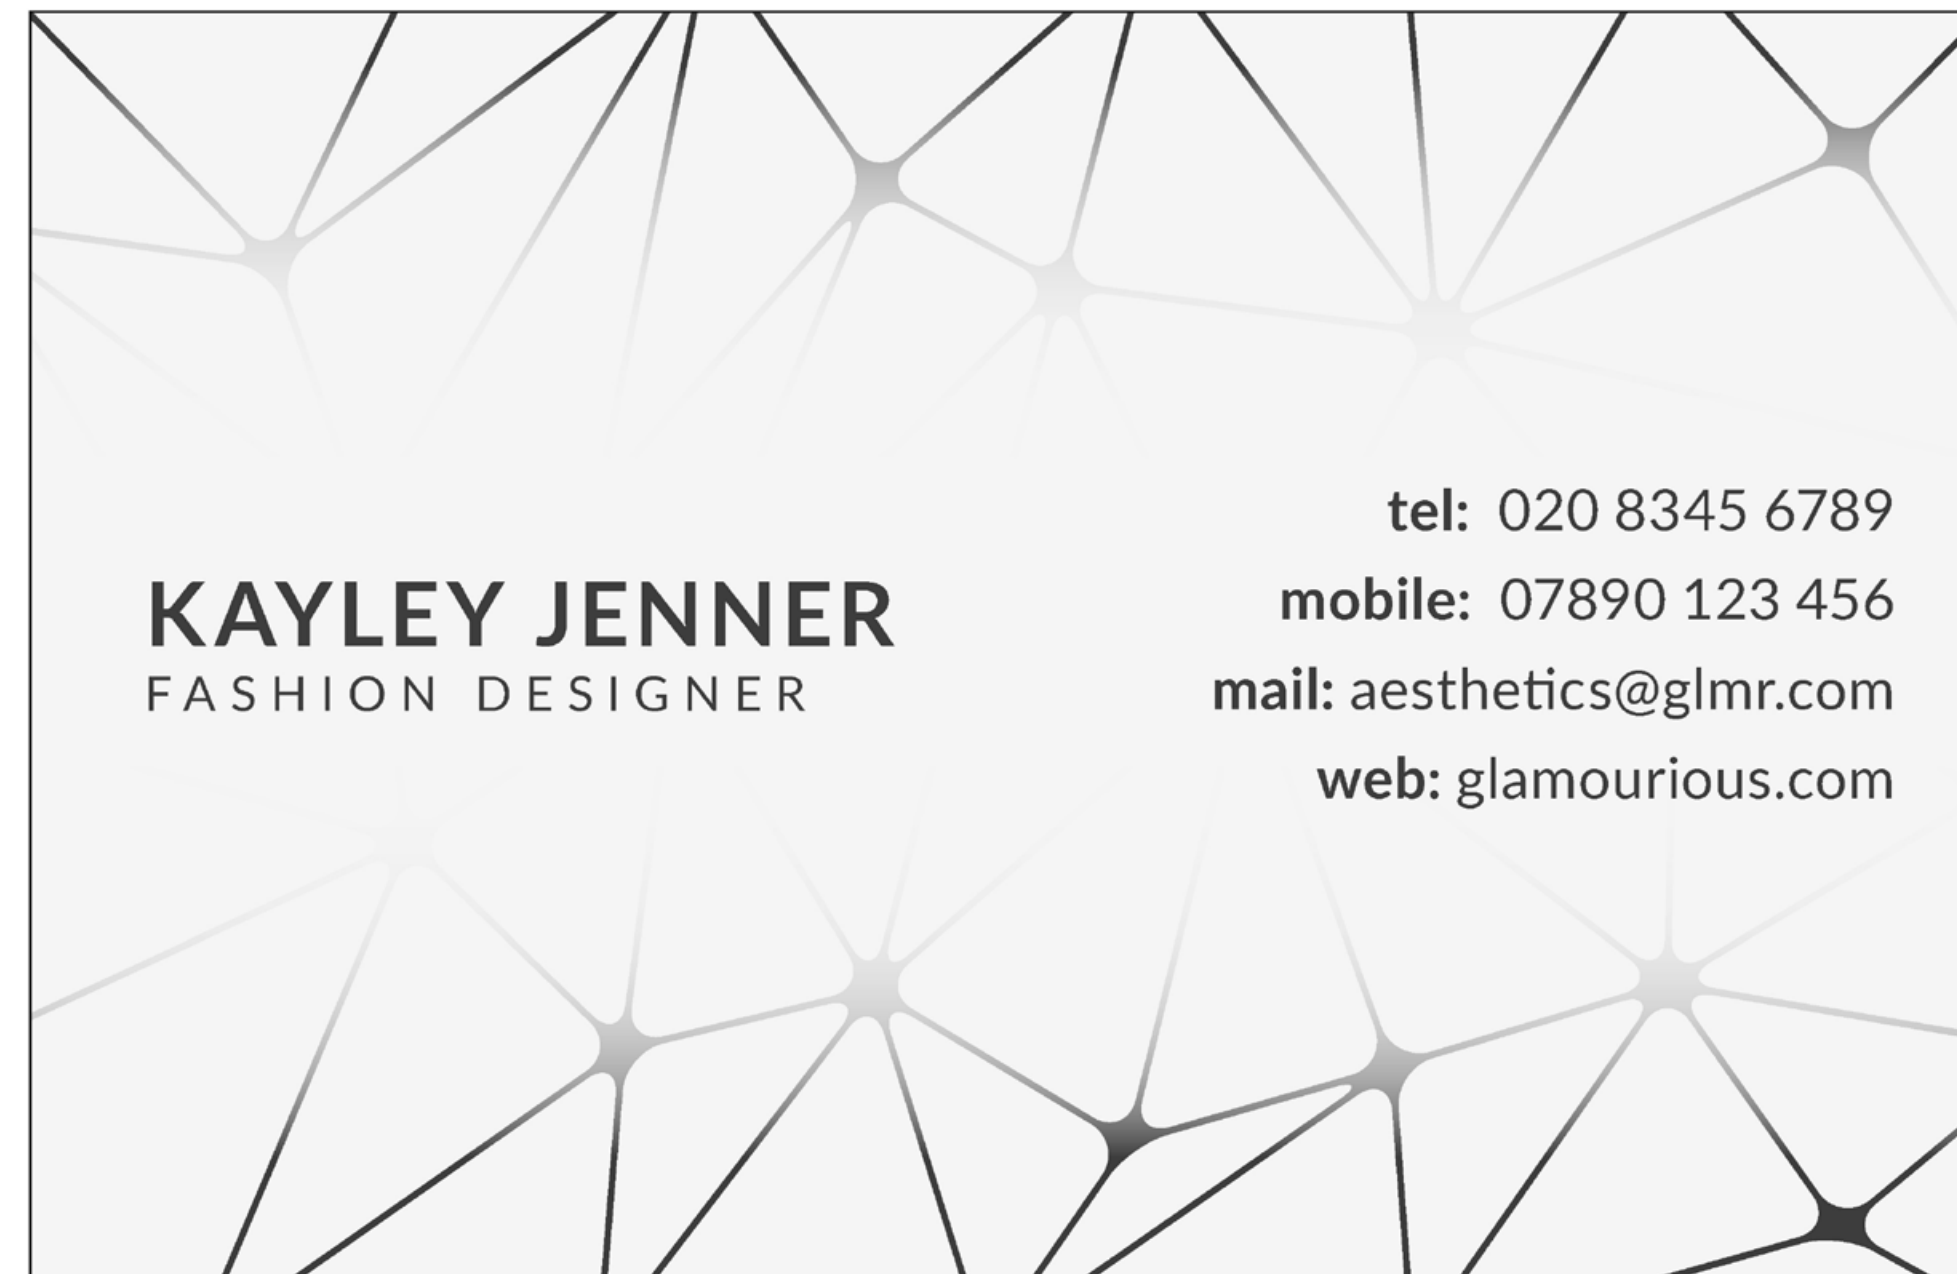 KAYLEY JENNER
FASHION DESIGNER
tel: 020 8345 6789
mobile: 07890 123 456
mail: aesthetics@glmr.com
web: glamourious.com